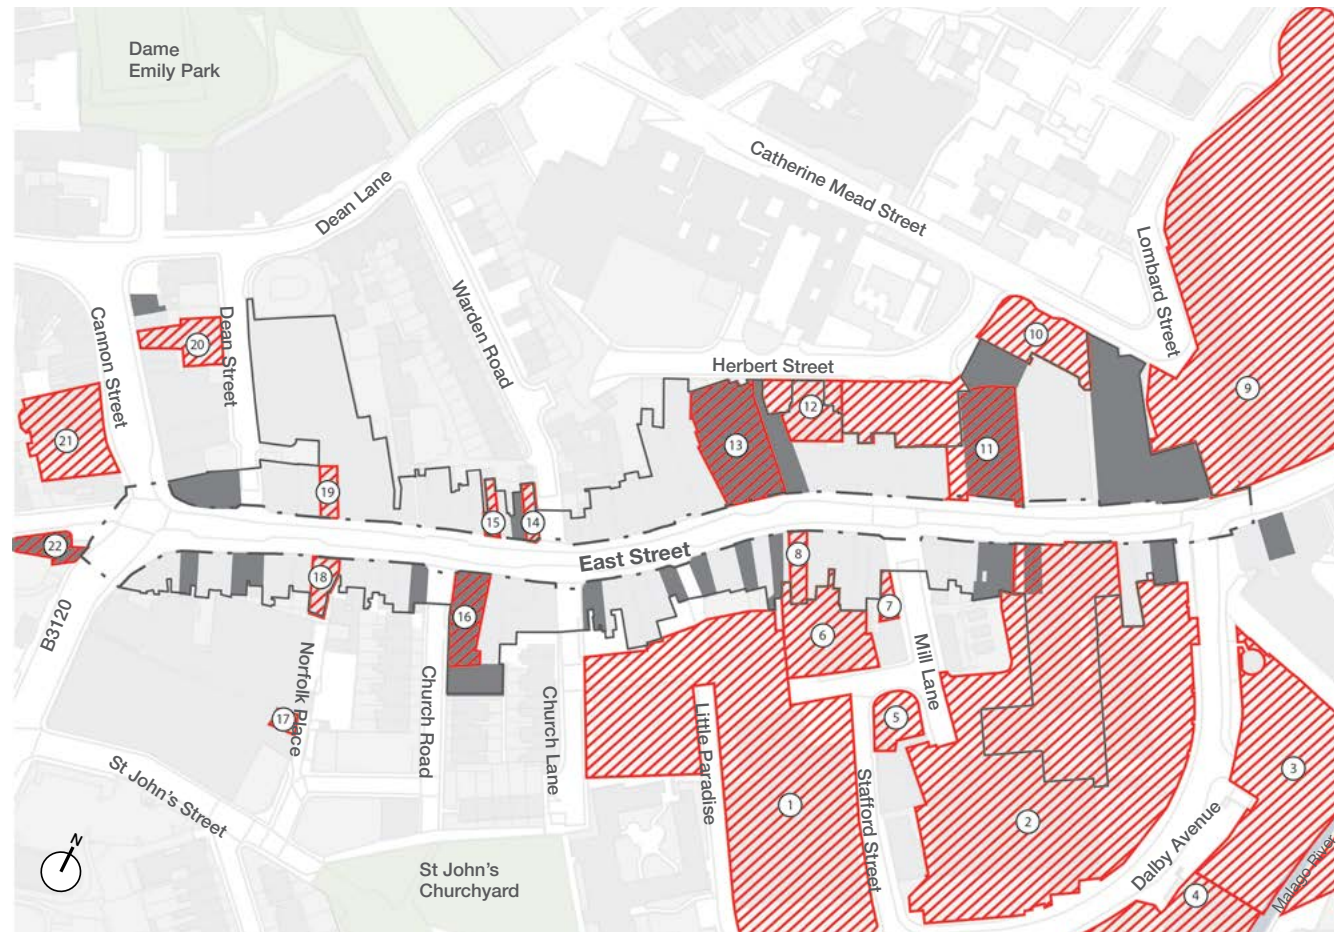 Dame
Emily Park
Catherine Mead Street
Dean Lane
Lombard Street
Warden Road
Cannon Street
Dean Street
20
10
Herbert Street
9
12
21
13
11
19
15
14
22
East Street
8
18
7
16
6
B3120
Mill Lane
Norfolk Place
Church Road
Church Lane
17
5
Little Paradise
3
St John's Street
Stafford Street
1
2
Dalby Avenue
N
St John's
Churchyard
Malago River
4